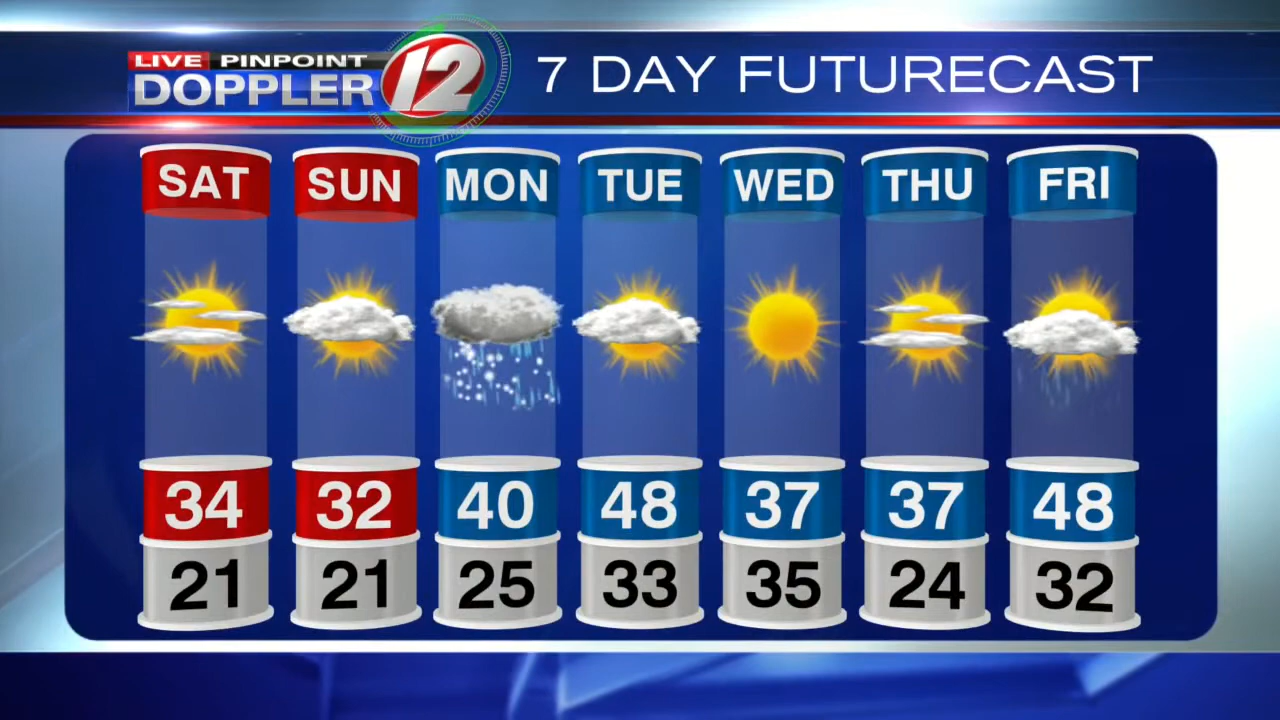 LIVE PINPOINT
DOPPLER 12
7 DAY FUTURECAST
SAT SUN MON TUE WED THU FRI
34 32 40 48 37 37 48
21 21 25 33 35 24 32